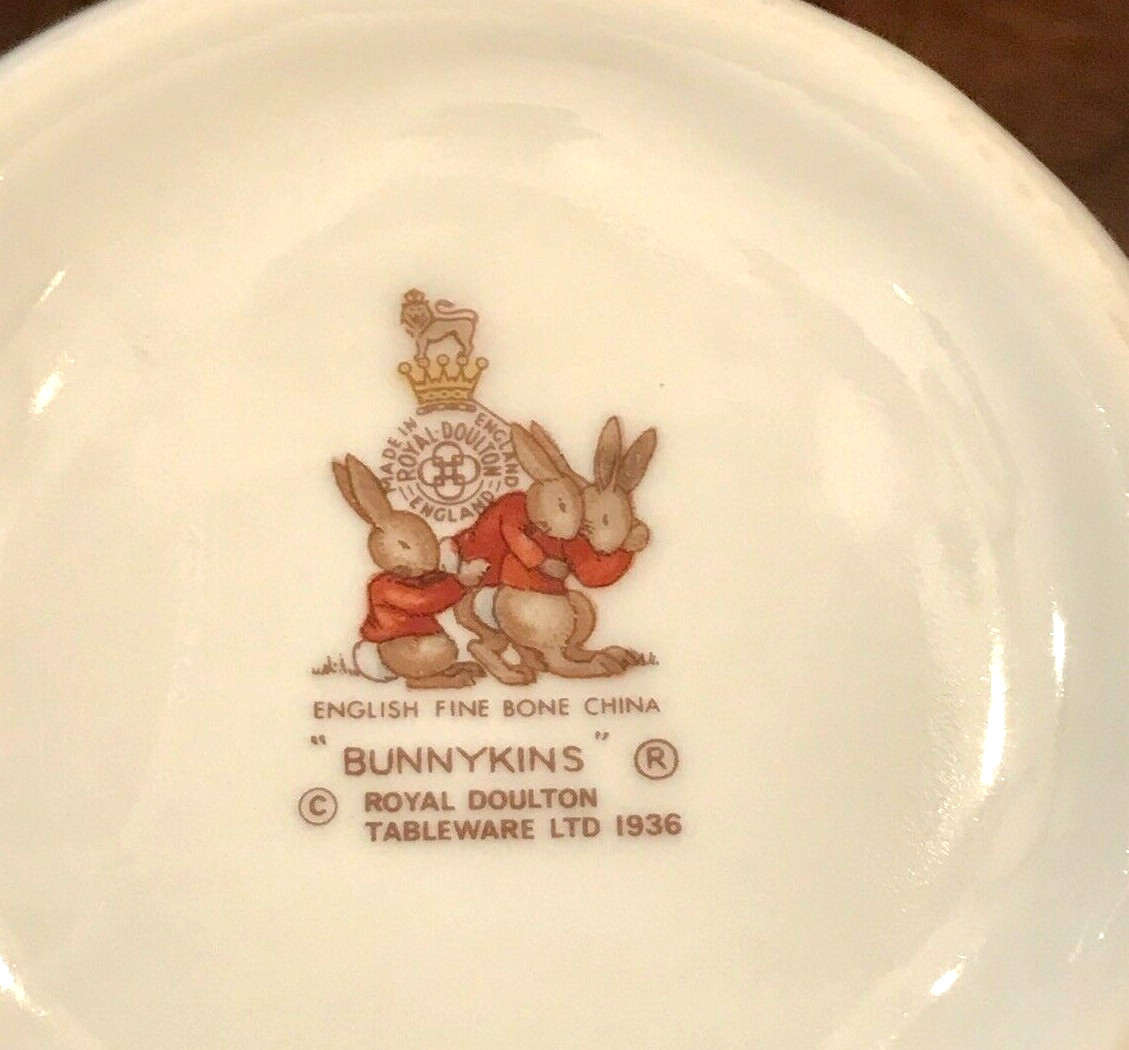 MADE IN ENGLAND
ROYAL·DOULTON
ENGLAND
ENGLISH FINE BONE CHINA
"BUNNYKINS" ®
© ROYAL DOULTON
TABLEWARE LTD 1936